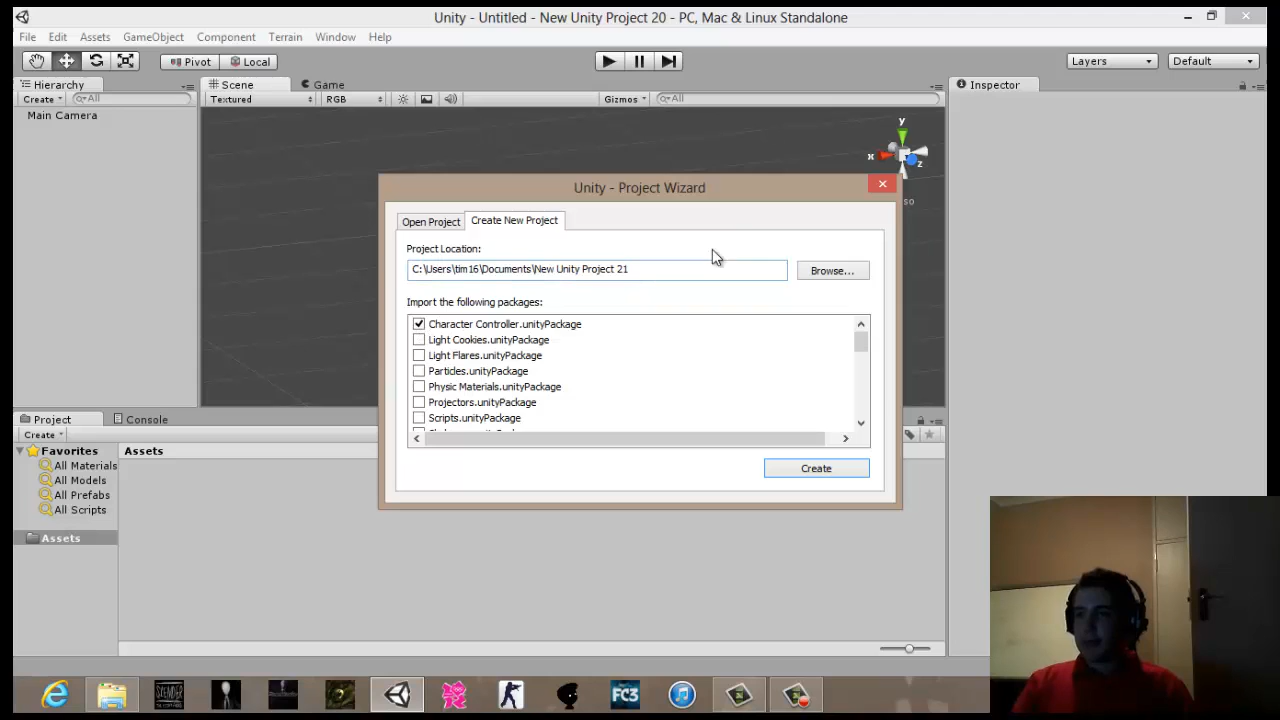 Unity - Untitled - New Unity Project 20 - PC, Mac & Linux Standalone
File Edit Assets GameObject Component Terrain Window Help
Pivot Local Layers Default
Hierarchy Scene Game Inspector
Create All Textured RGB Gizmos All
Main Camera
y
x
z
so
Unity - Project Wizard
Open Project Create New Project
Project Location:
C:\Users\tim16\Documents\New Unity Project 21 Browse...
Import the following packages:
Character Controller.unityPackage
Light Cookies.unityPackage
Light Flares.unityPackage
Particles.unityPackage
Physic Materials.unityPackage
Projectors.unityPackage
Scripts.unityPackage
Create
Project Console
Create
Favorites Assets
All Materials
All Models
All Prefabs
All Scripts
Assets
FC3